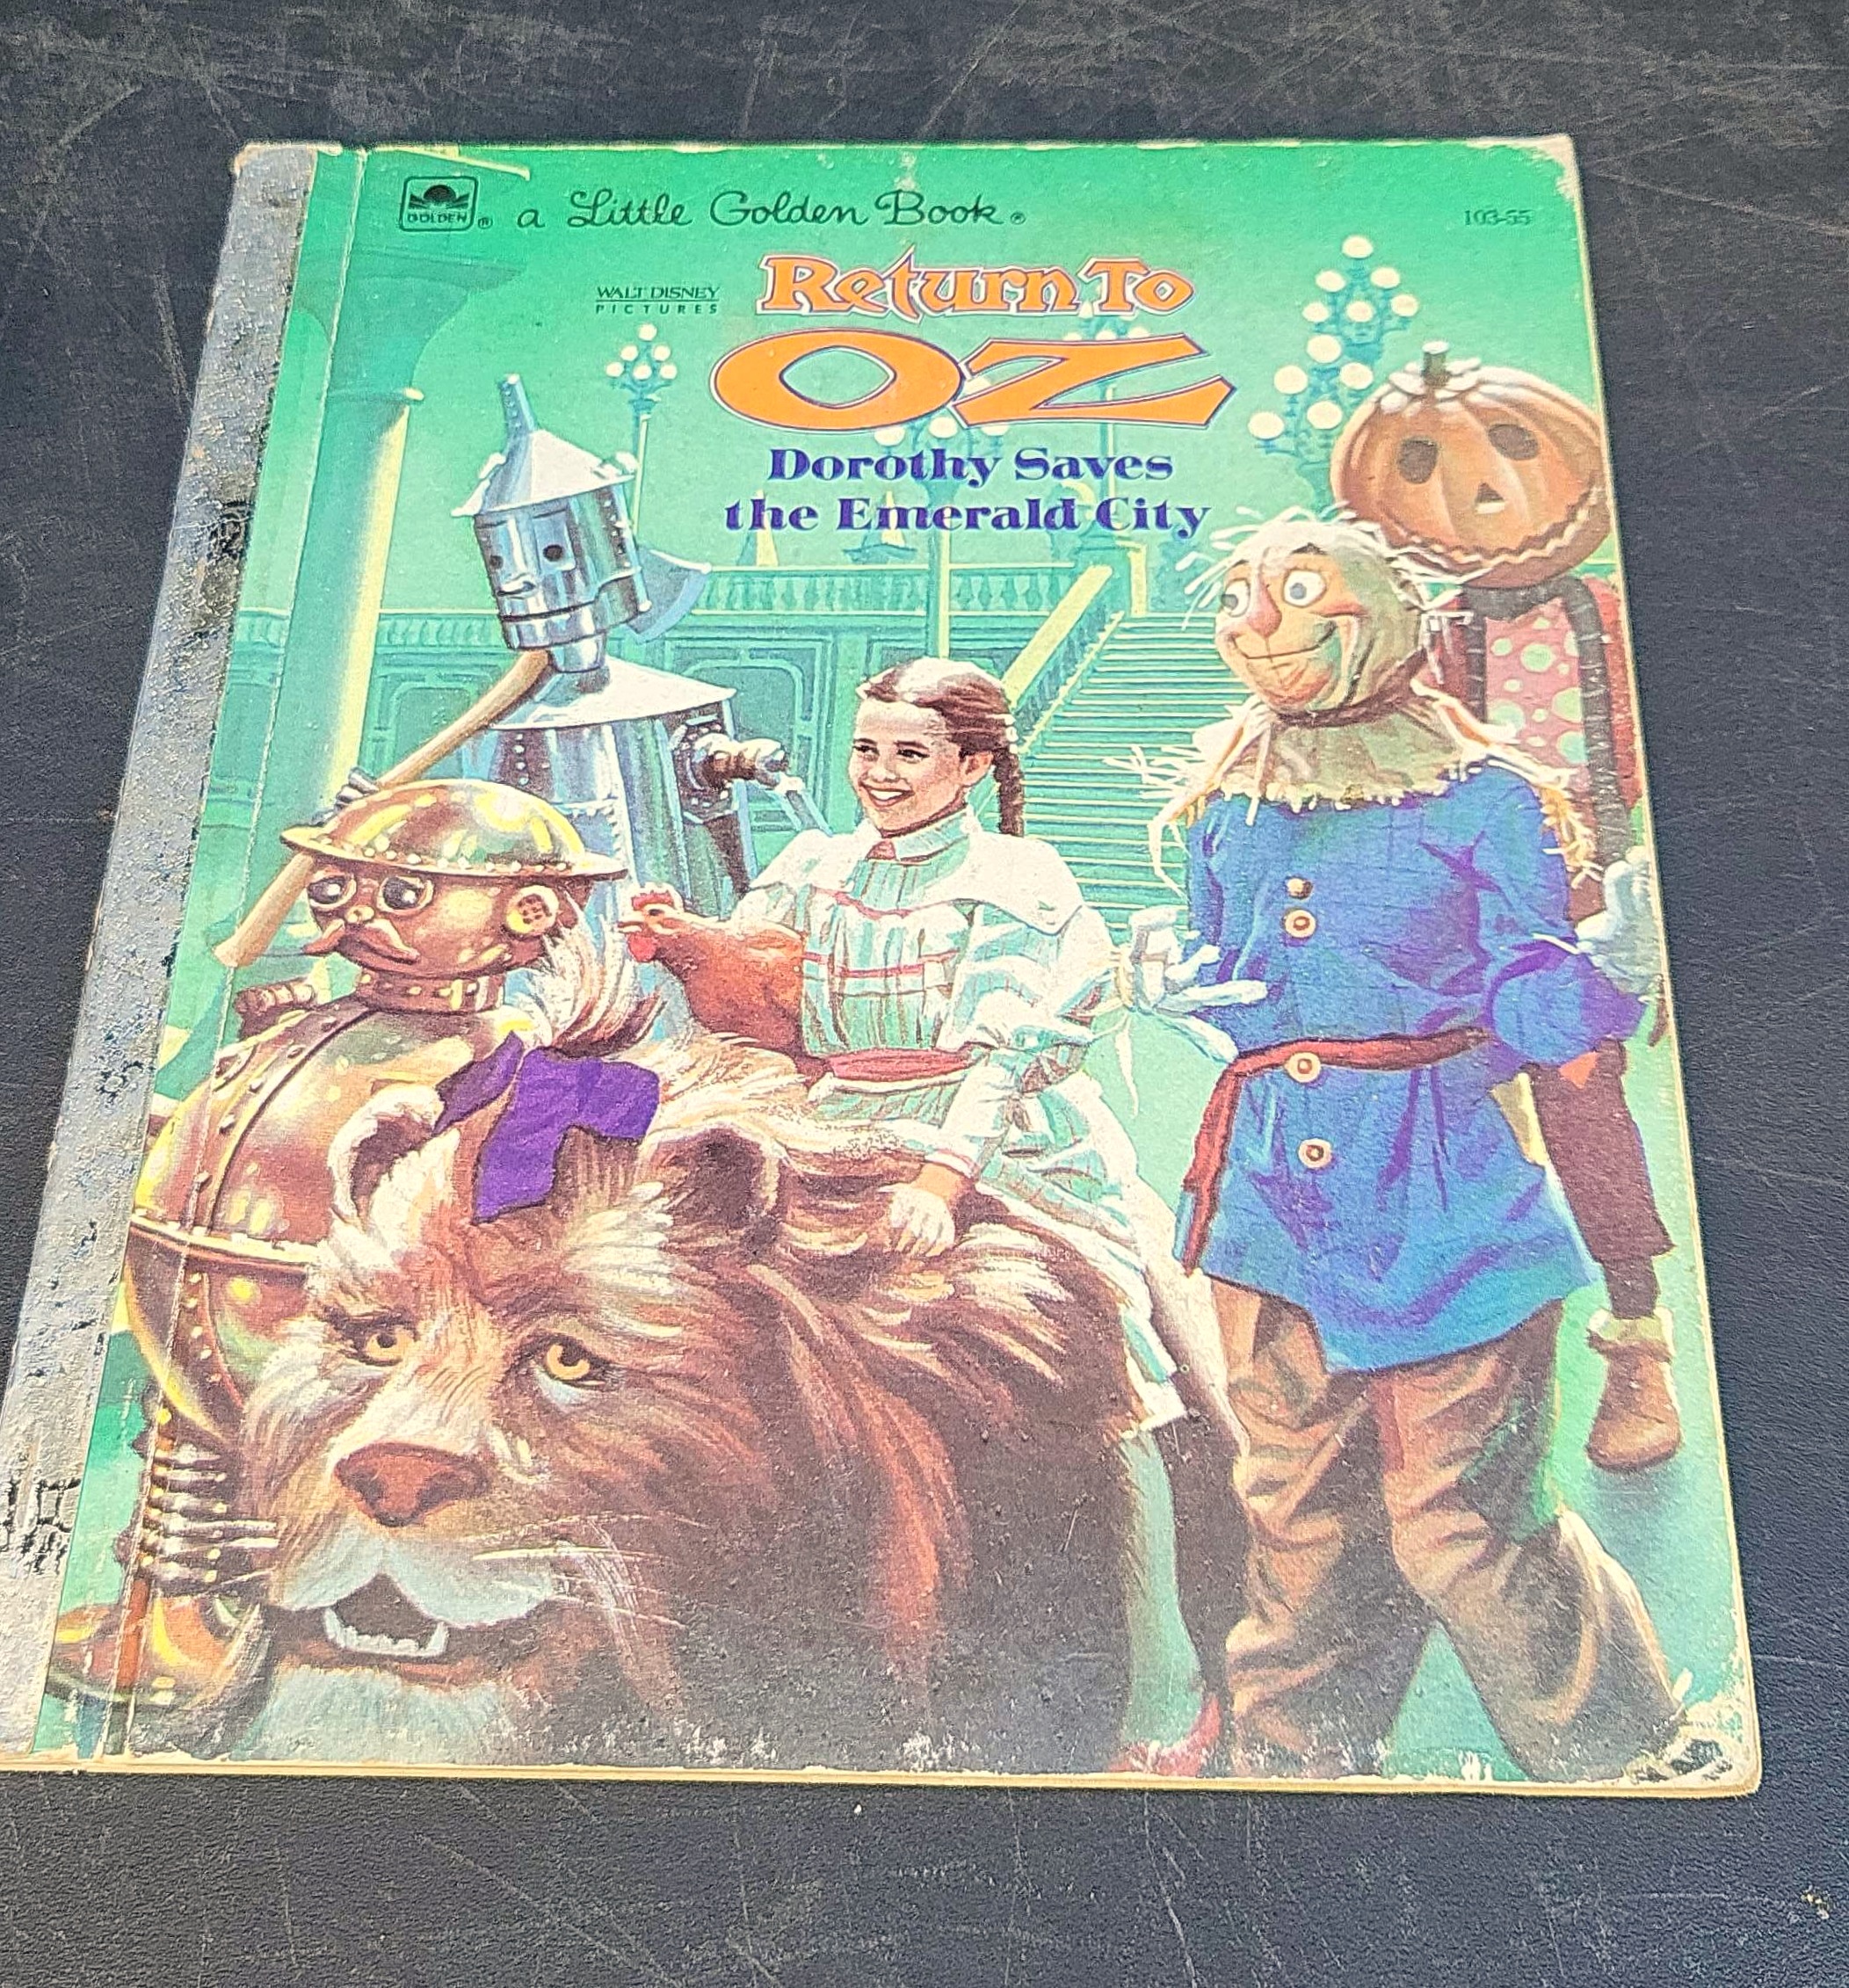 GOLDEN® a Little Golden Book®
103-55
WALT DISNEY
PICTURES
Return To
OZ
Dorothy Saves
the Emerald City